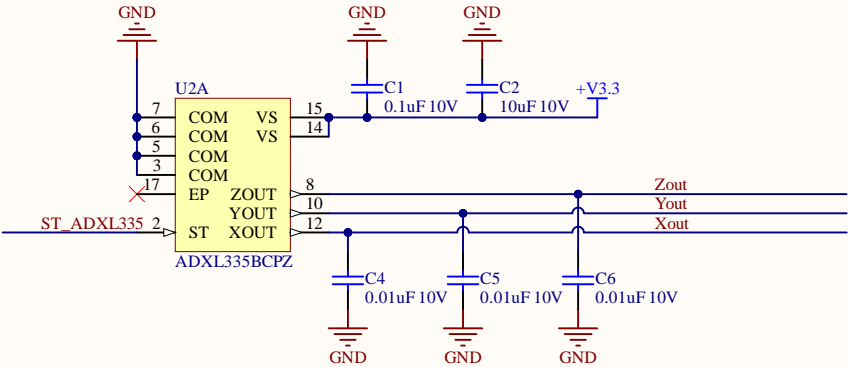 GND
GND
GND
U2A
C1
0.1uF 10V
C2
10uF 10V
+V3.3
7
COM
VS
15
6
COM
VS
14
5
COM
3
COM
17
EP
ZOUT
8
Zout
YOUT
10
Yout
ST_ADXL335
2
ST
XOUT
12
Xout
ADXL335BCPZ
C4
0.01uF 10V
C5
0.01uF 10V
C6
0.01uF 10V
GND
GND
GND